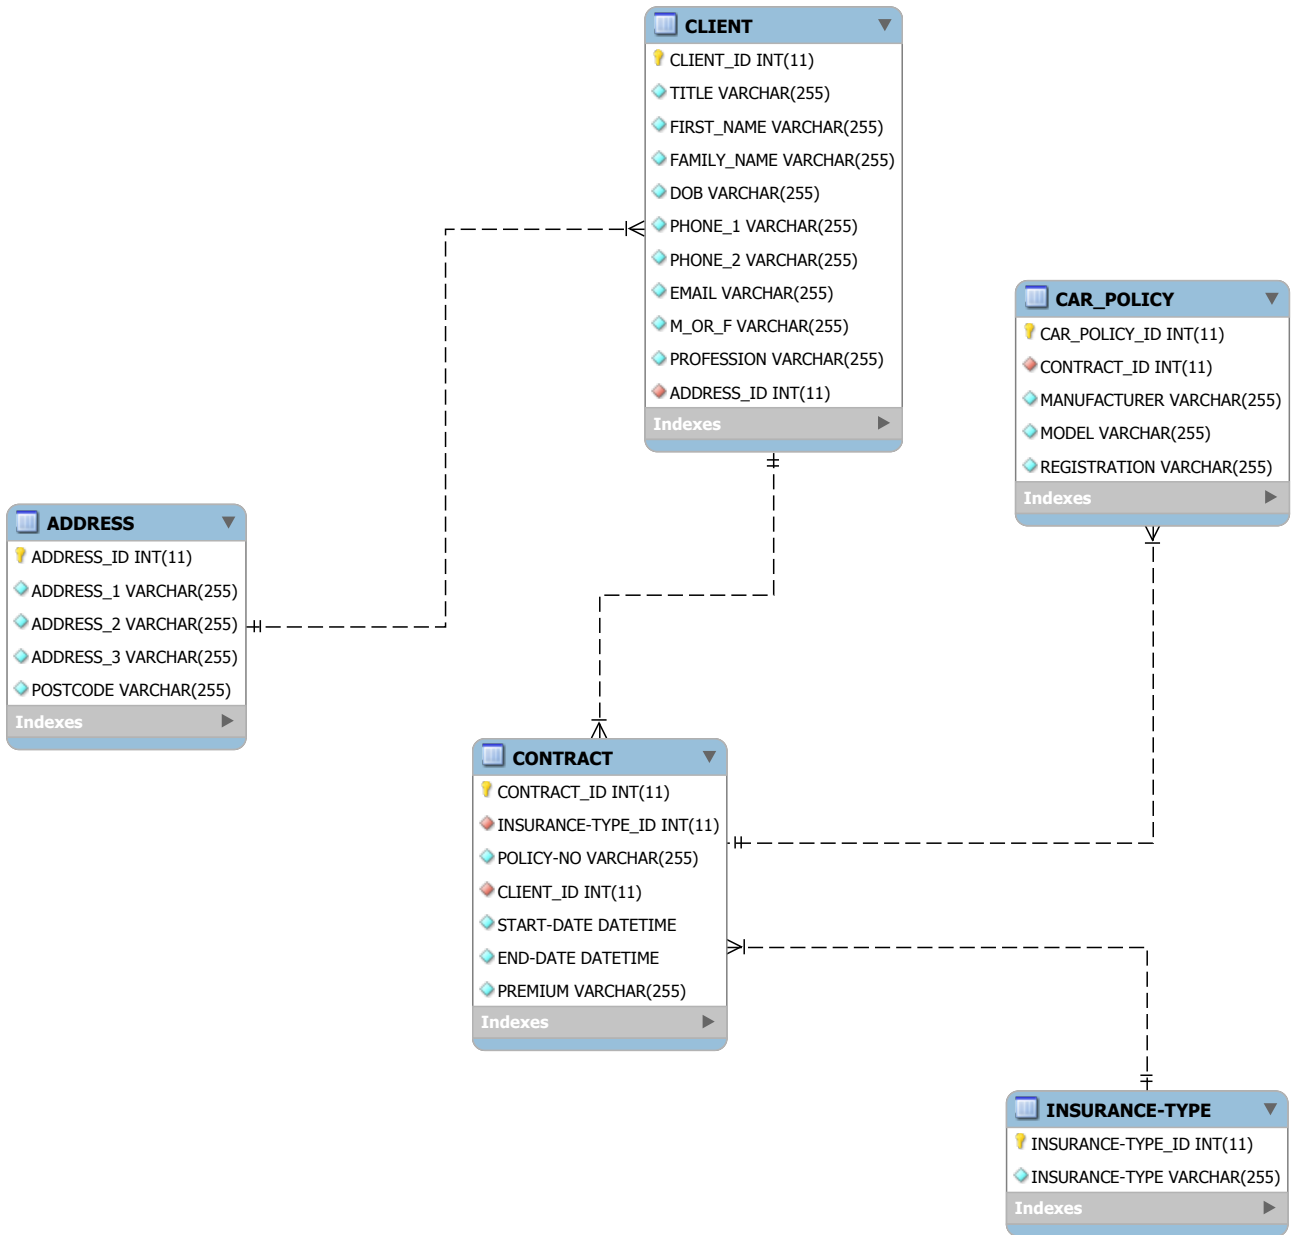 CLIENT
CLIENT_ID INT(11)
TITLE VARCHAR(255)
FIRST_NAME VARCHAR(255)
FAMILY_NAME VARCHAR(255)
DOB VARCHAR(255)
PHONE_1 VARCHAR(255)
PHONE_2 VARCHAR(255)
EMAIL VARCHAR(255)
M_OR_F VARCHAR(255)
PROFESSION VARCHAR(255)
ADDRESS_ID INT(11)
Indexes
CAR_POLICY
CAR_POLICY_ID INT(11)
CONTRACT_ID INT(11)
MANUFACTURER VARCHAR(255)
MODEL VARCHAR(255)
REGISTRATION VARCHAR(255)
Indexes
ADDRESS
ADDRESS_ID INT(11)
ADDRESS_1 VARCHAR(255)
ADDRESS_2 VARCHAR(255)
ADDRESS_3 VARCHAR(255)
POSTCODE VARCHAR(255)
Indexes
CONTRACT
CONTRACT_ID INT(11)
INSURANCE-TYPE_ID INT(11)
POLICY-NO VARCHAR(255)
CLIENT_ID INT(11)
START-DATE DATETIME
END-DATE DATETIME
PREMIUM VARCHAR(255)
Indexes
INSURANCE-TYPE
INSURANCE-TYPE_ID INT(11)
INSURANCE-TYPE VARCHAR(255)
Indexes